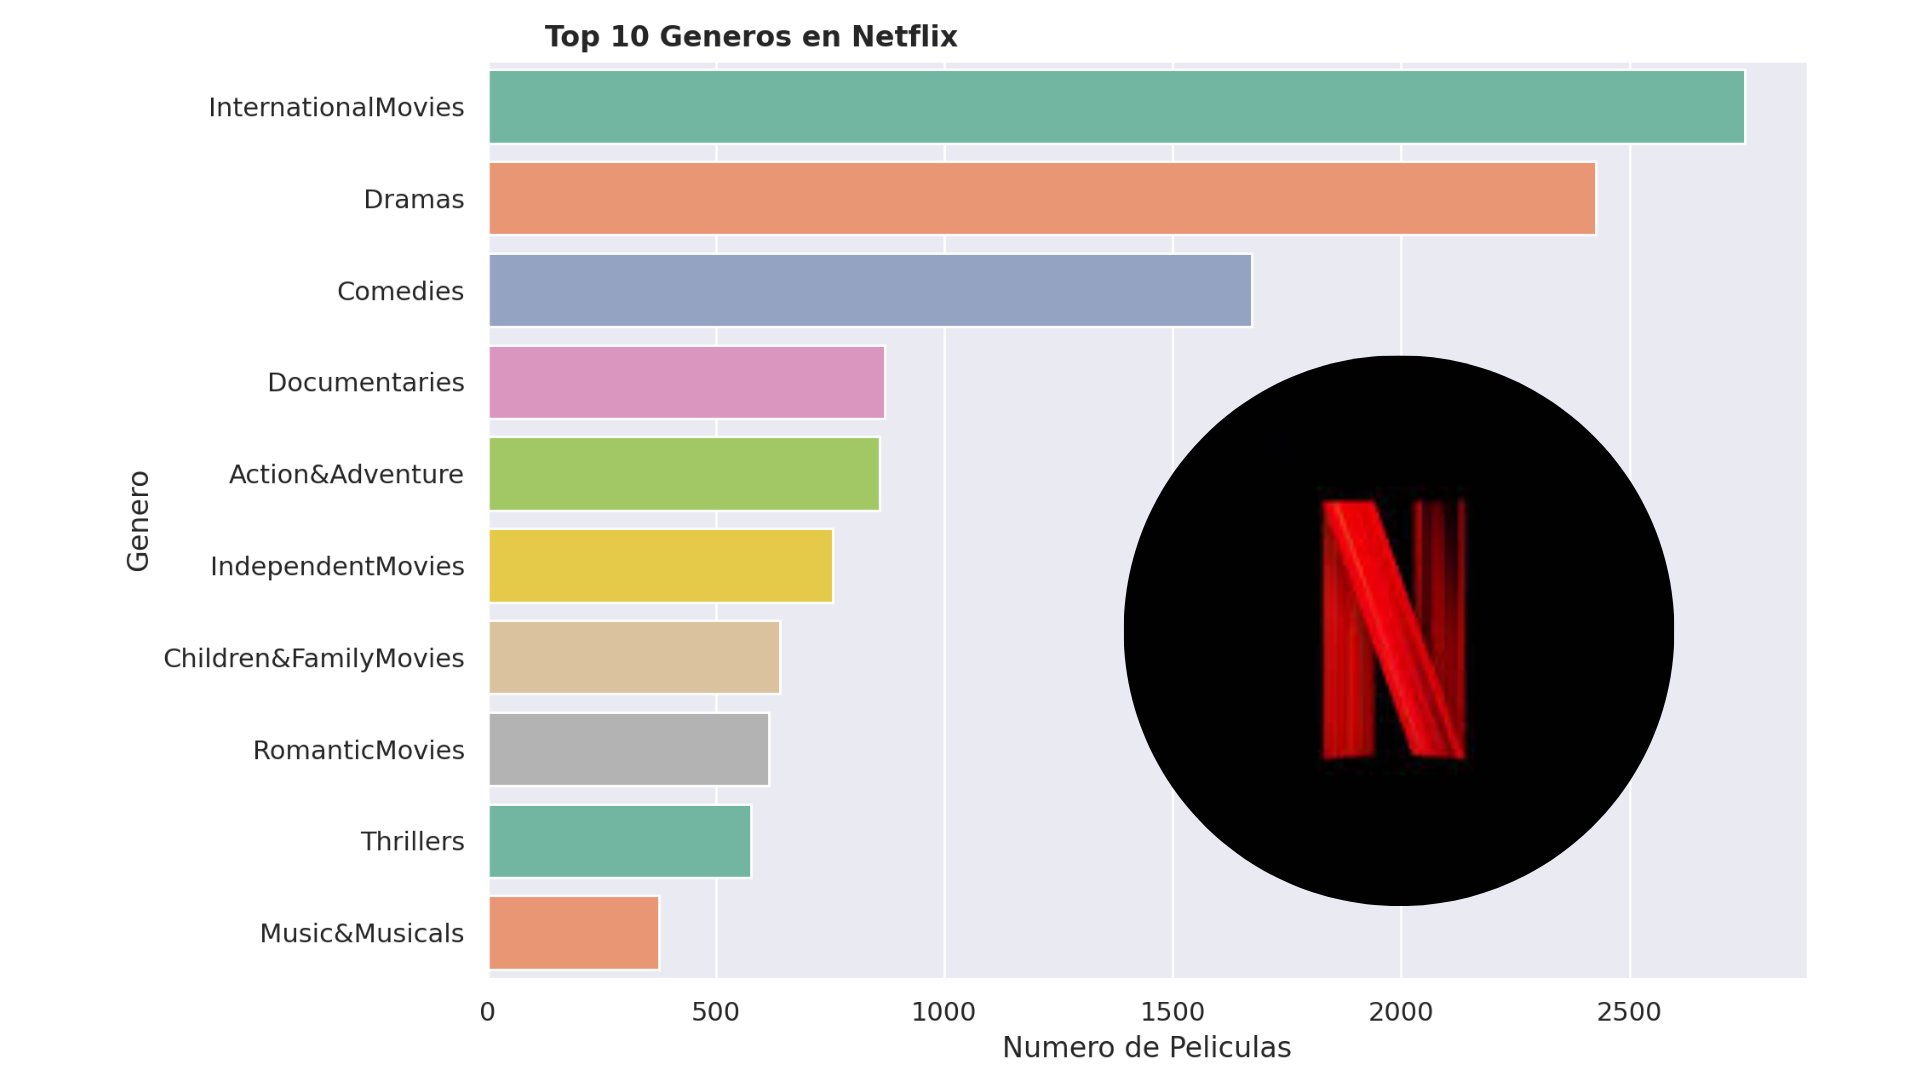 Top 10 Generos en Netflix
InternationalMovies
Dramas
Comedies
Documentaries
Action&Adventure
IndependentMovies
Children&FamilyMovies
RomanticMovies
Thrillers
Music&Musicals
Genero
0 500 1000 1500 2000 2500
Numero de Peliculas
N